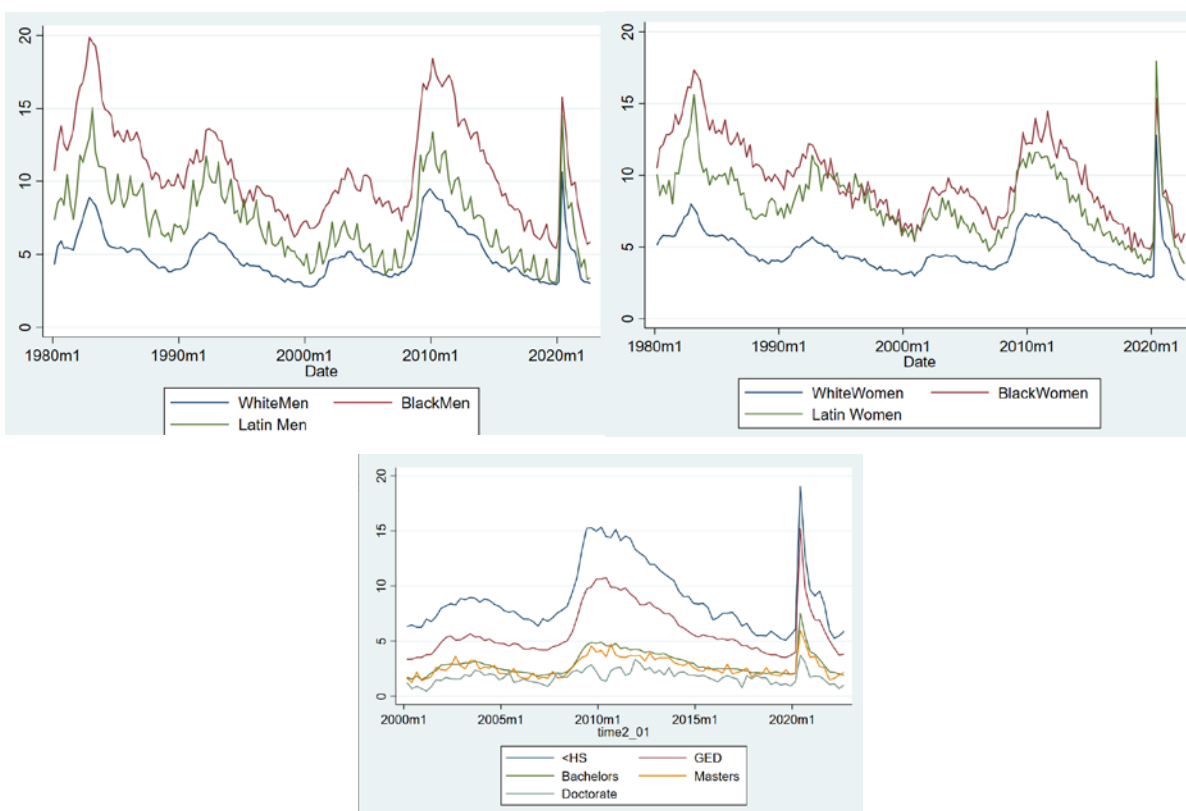 20
15
10
5
0
1980m1 1990m1 2000m1 2010m1 2020m1
Date
WhiteMen BlackMen
Latin Men
20
15
10
5
0
1980m1 1990m1 2000m1 2010m1 2020m1
Date
WhiteWomen BlackWomen
Latin Women
20
15
10
5
0
2000m1 2005m1 2010m1 2015m1 2020m1
time2_01
<HS GED
Bachelors Masters
Doctorate